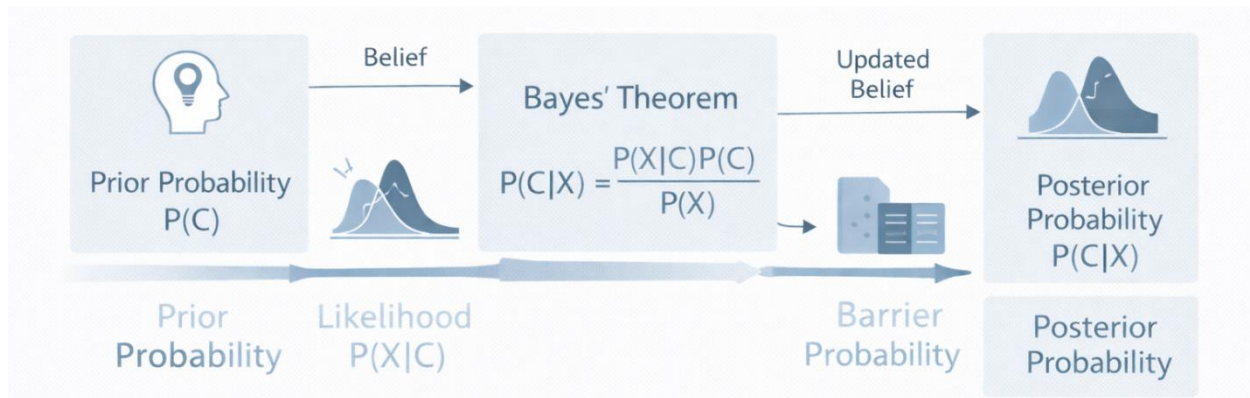 Belief
Updated
Belief
Prior Probability
P(C)
Bayes' Theorem
P(C|X) = P(X|C)P(C)
P(X)
Posterior
Probability
P(C|X)
Prior
Probability
Likelihood
P(X|C)
Barrier
Probability
Posterior
Probability